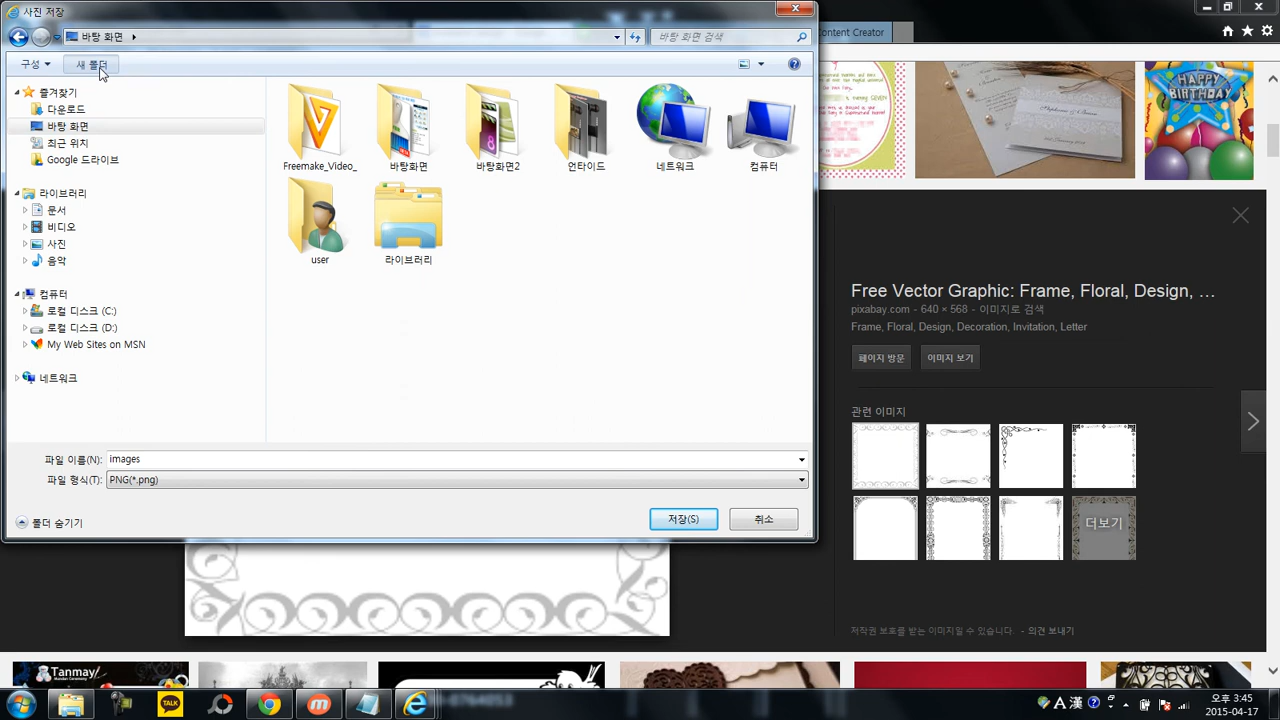 사진 저장
바탕 화면
바탕 화면 검색
구성
새 폴더
즐겨찾기
다운로드
바탕 화면
최근 위치
Google 드라이브
라이브러리
문서
비디오
사진
음악
컴퓨터
로컬 디스크 (C:)
로컬 디스크 (D:)
My Web Sites on MSN
네트워크
Freemake_Video_
바탕화면
바탕화면2
언타이드
네트워크
컴퓨터
user
라이브러리
파일 이름(N):
images
파일 형식(T):
PNG(*.png)
폴더 숨기기
저장(S)
취소
Content Creator
HAPPY
BIRTHDAY
Free Vector Graphic: Frame, Floral, Design, …
pixabay.com - 640 × 568 - 이미지로 검색
Frame, Floral, Design, Decoration, Invitation, Letter
페이지 방문
이미지 보기
관련 이미지
더보기
저작권 보호를 받는 이미지일 수 있습니다. - 의견 보내기
Tanmay
TALK
A 漢
오후 3:45
2015-04-17